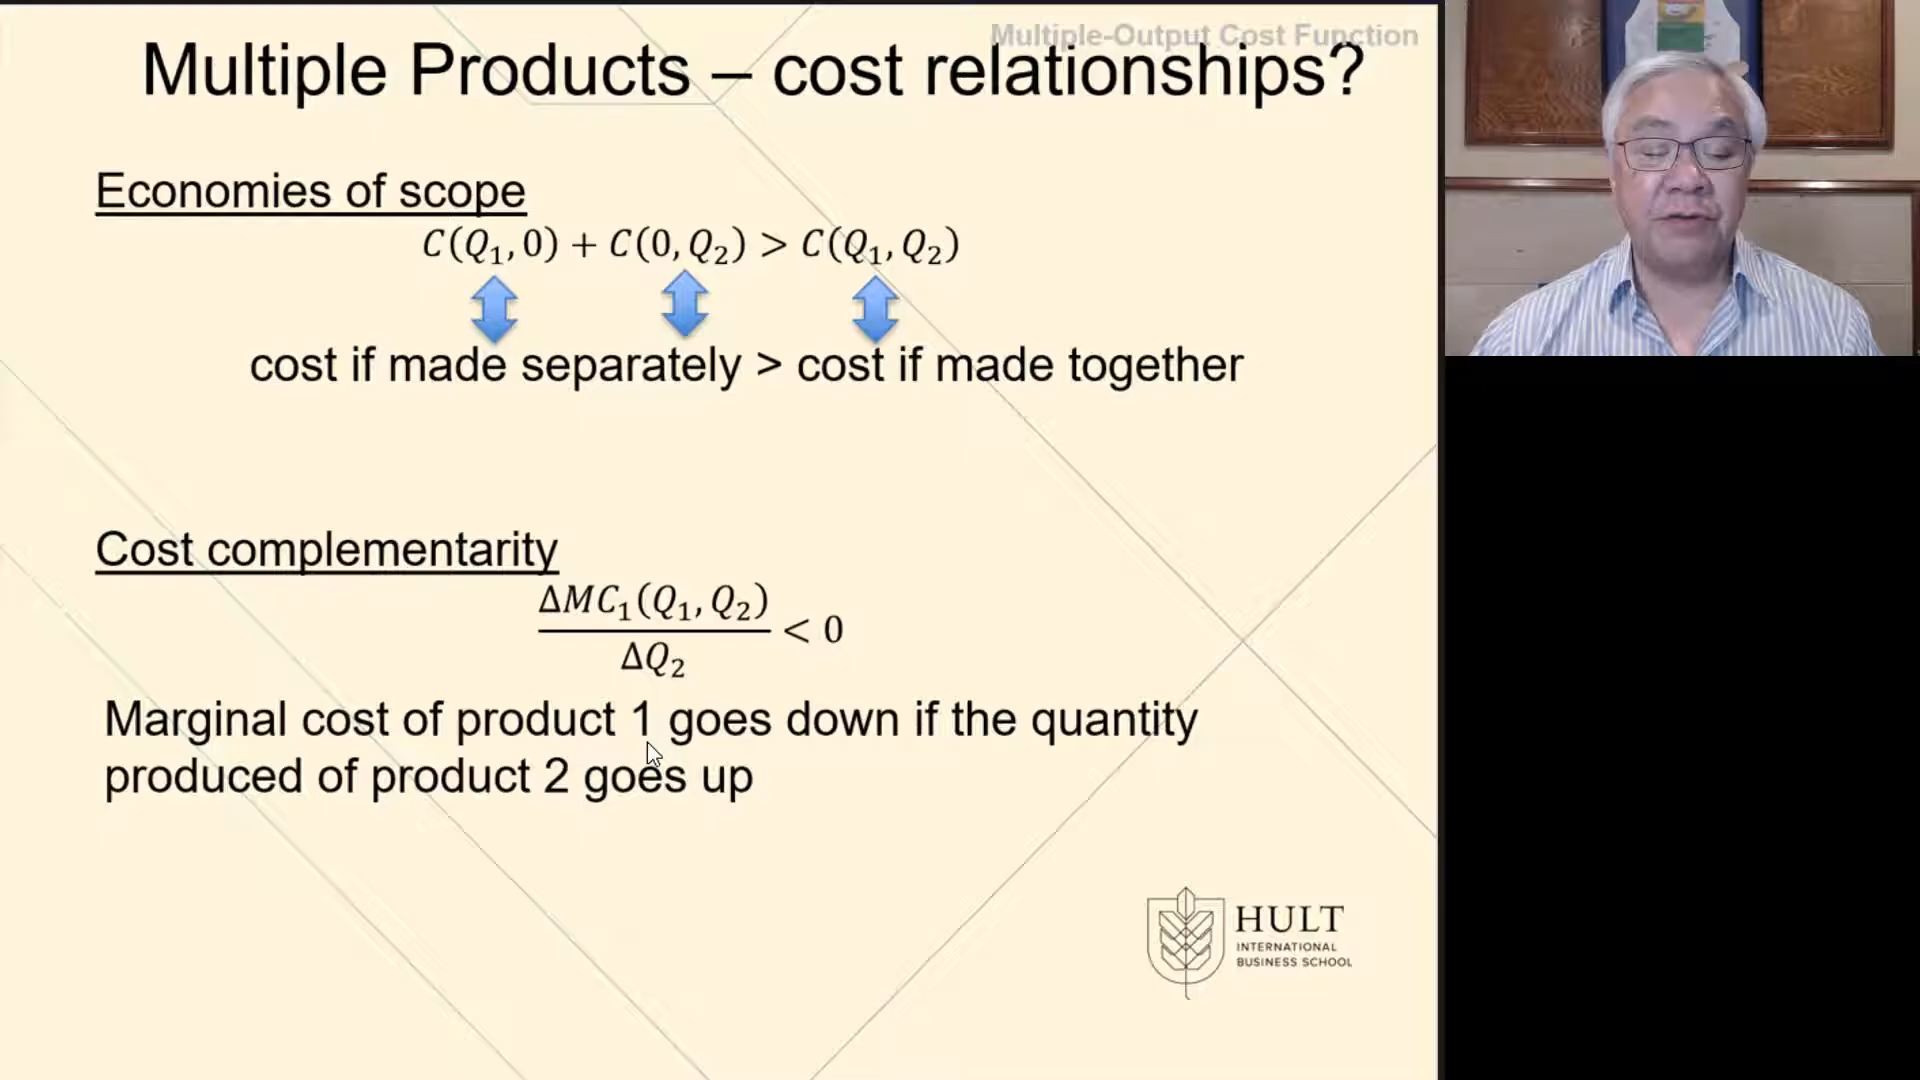 Multiple-Output Cost Function
Multiple Products – cost relationships?
Economies of scope
C(Q₁, 0) + C(0, Q₂) > C(Q₁, Q₂)
cost if made separately > cost if made together
Cost complementarity
ΔMC₁(Q₁, Q₂)
< 0
ΔQ₂
Marginal cost of product 1 goes down if the quantity
produced of product 2 goes up
HULT
INTERNATIONAL
BUSINESS SCHOOL